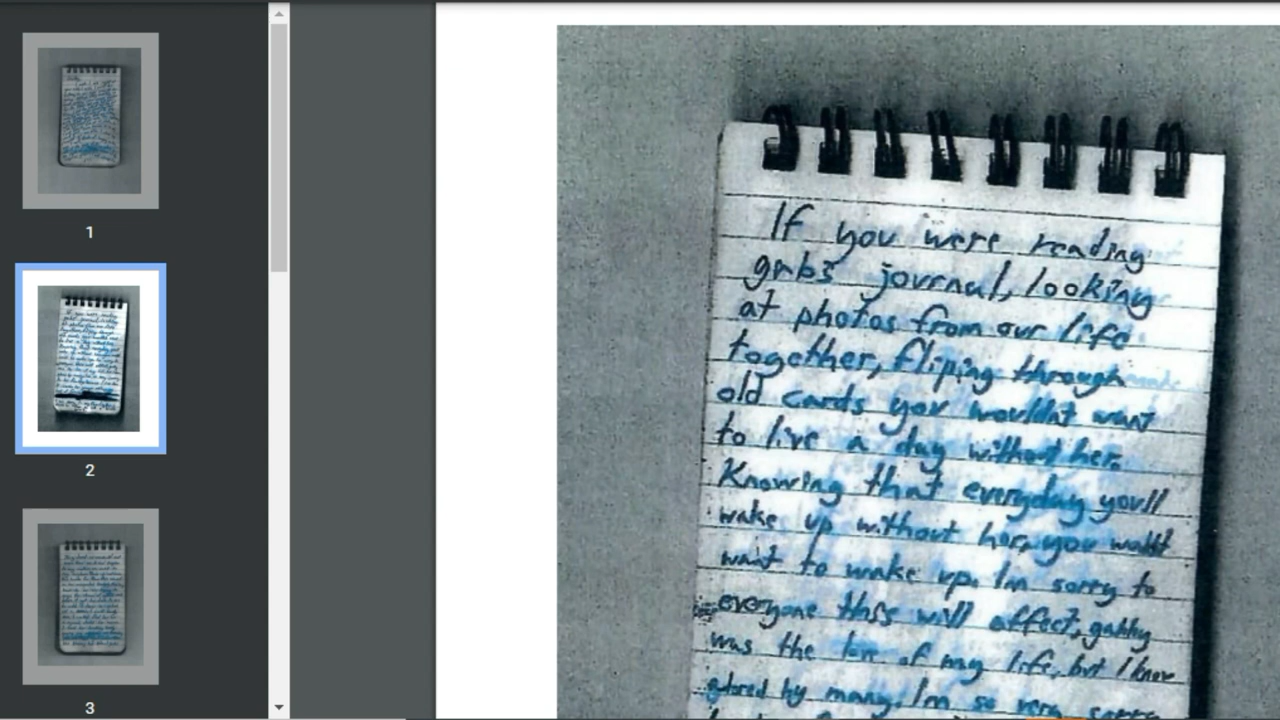 1
2
3
If you were reading
gabs journal, looking
at photos from our life
together, fliping through
old cards you wouldnt want
to live a day without her.
Knowing that everyday you'll
wake up without her, you wouldnt
want to wake up. Im sorry to
everyone this will affect, gabby
was the love of my life, but I know
adored by many. Im so very sorry